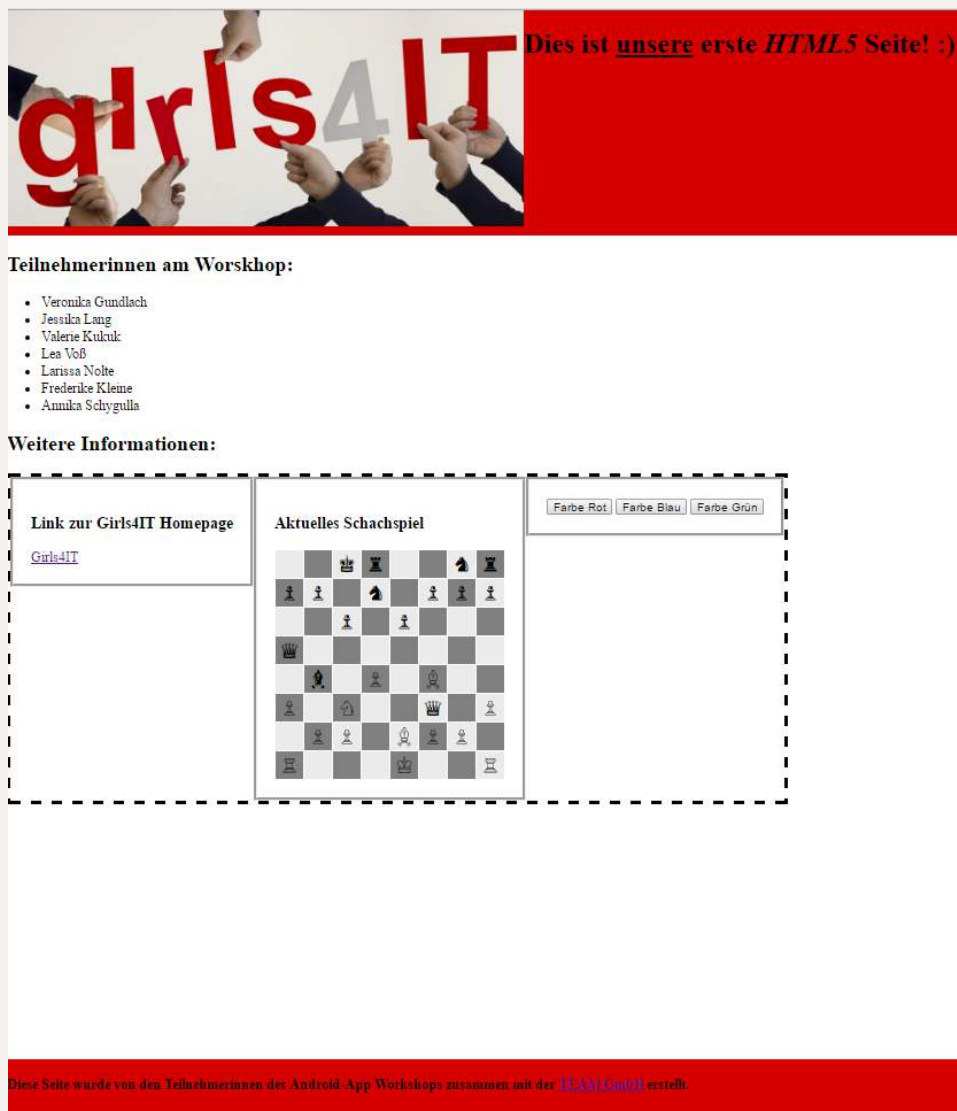 girls4IT
Dies ist unsere erste HTML5 Seite! :)
Teilnehmerinnen am Worskhop:
Veronika Gundlach
Jessika Lang
Valerie Kukuk
Lea Voß
Larissa Nolte
Frederike Kleine
Annika Schygulla
Weitere Informationen:
Link zur Girls4IT Homepage
Girls4IT
Aktuelles Schachspiel
Farbe Rot Farbe Blau Farbe Grün
Diese Seite wurde von den Teilnehmerinnen des Android-App Workshops zusammen mit der TEAM GmbH erstellt.